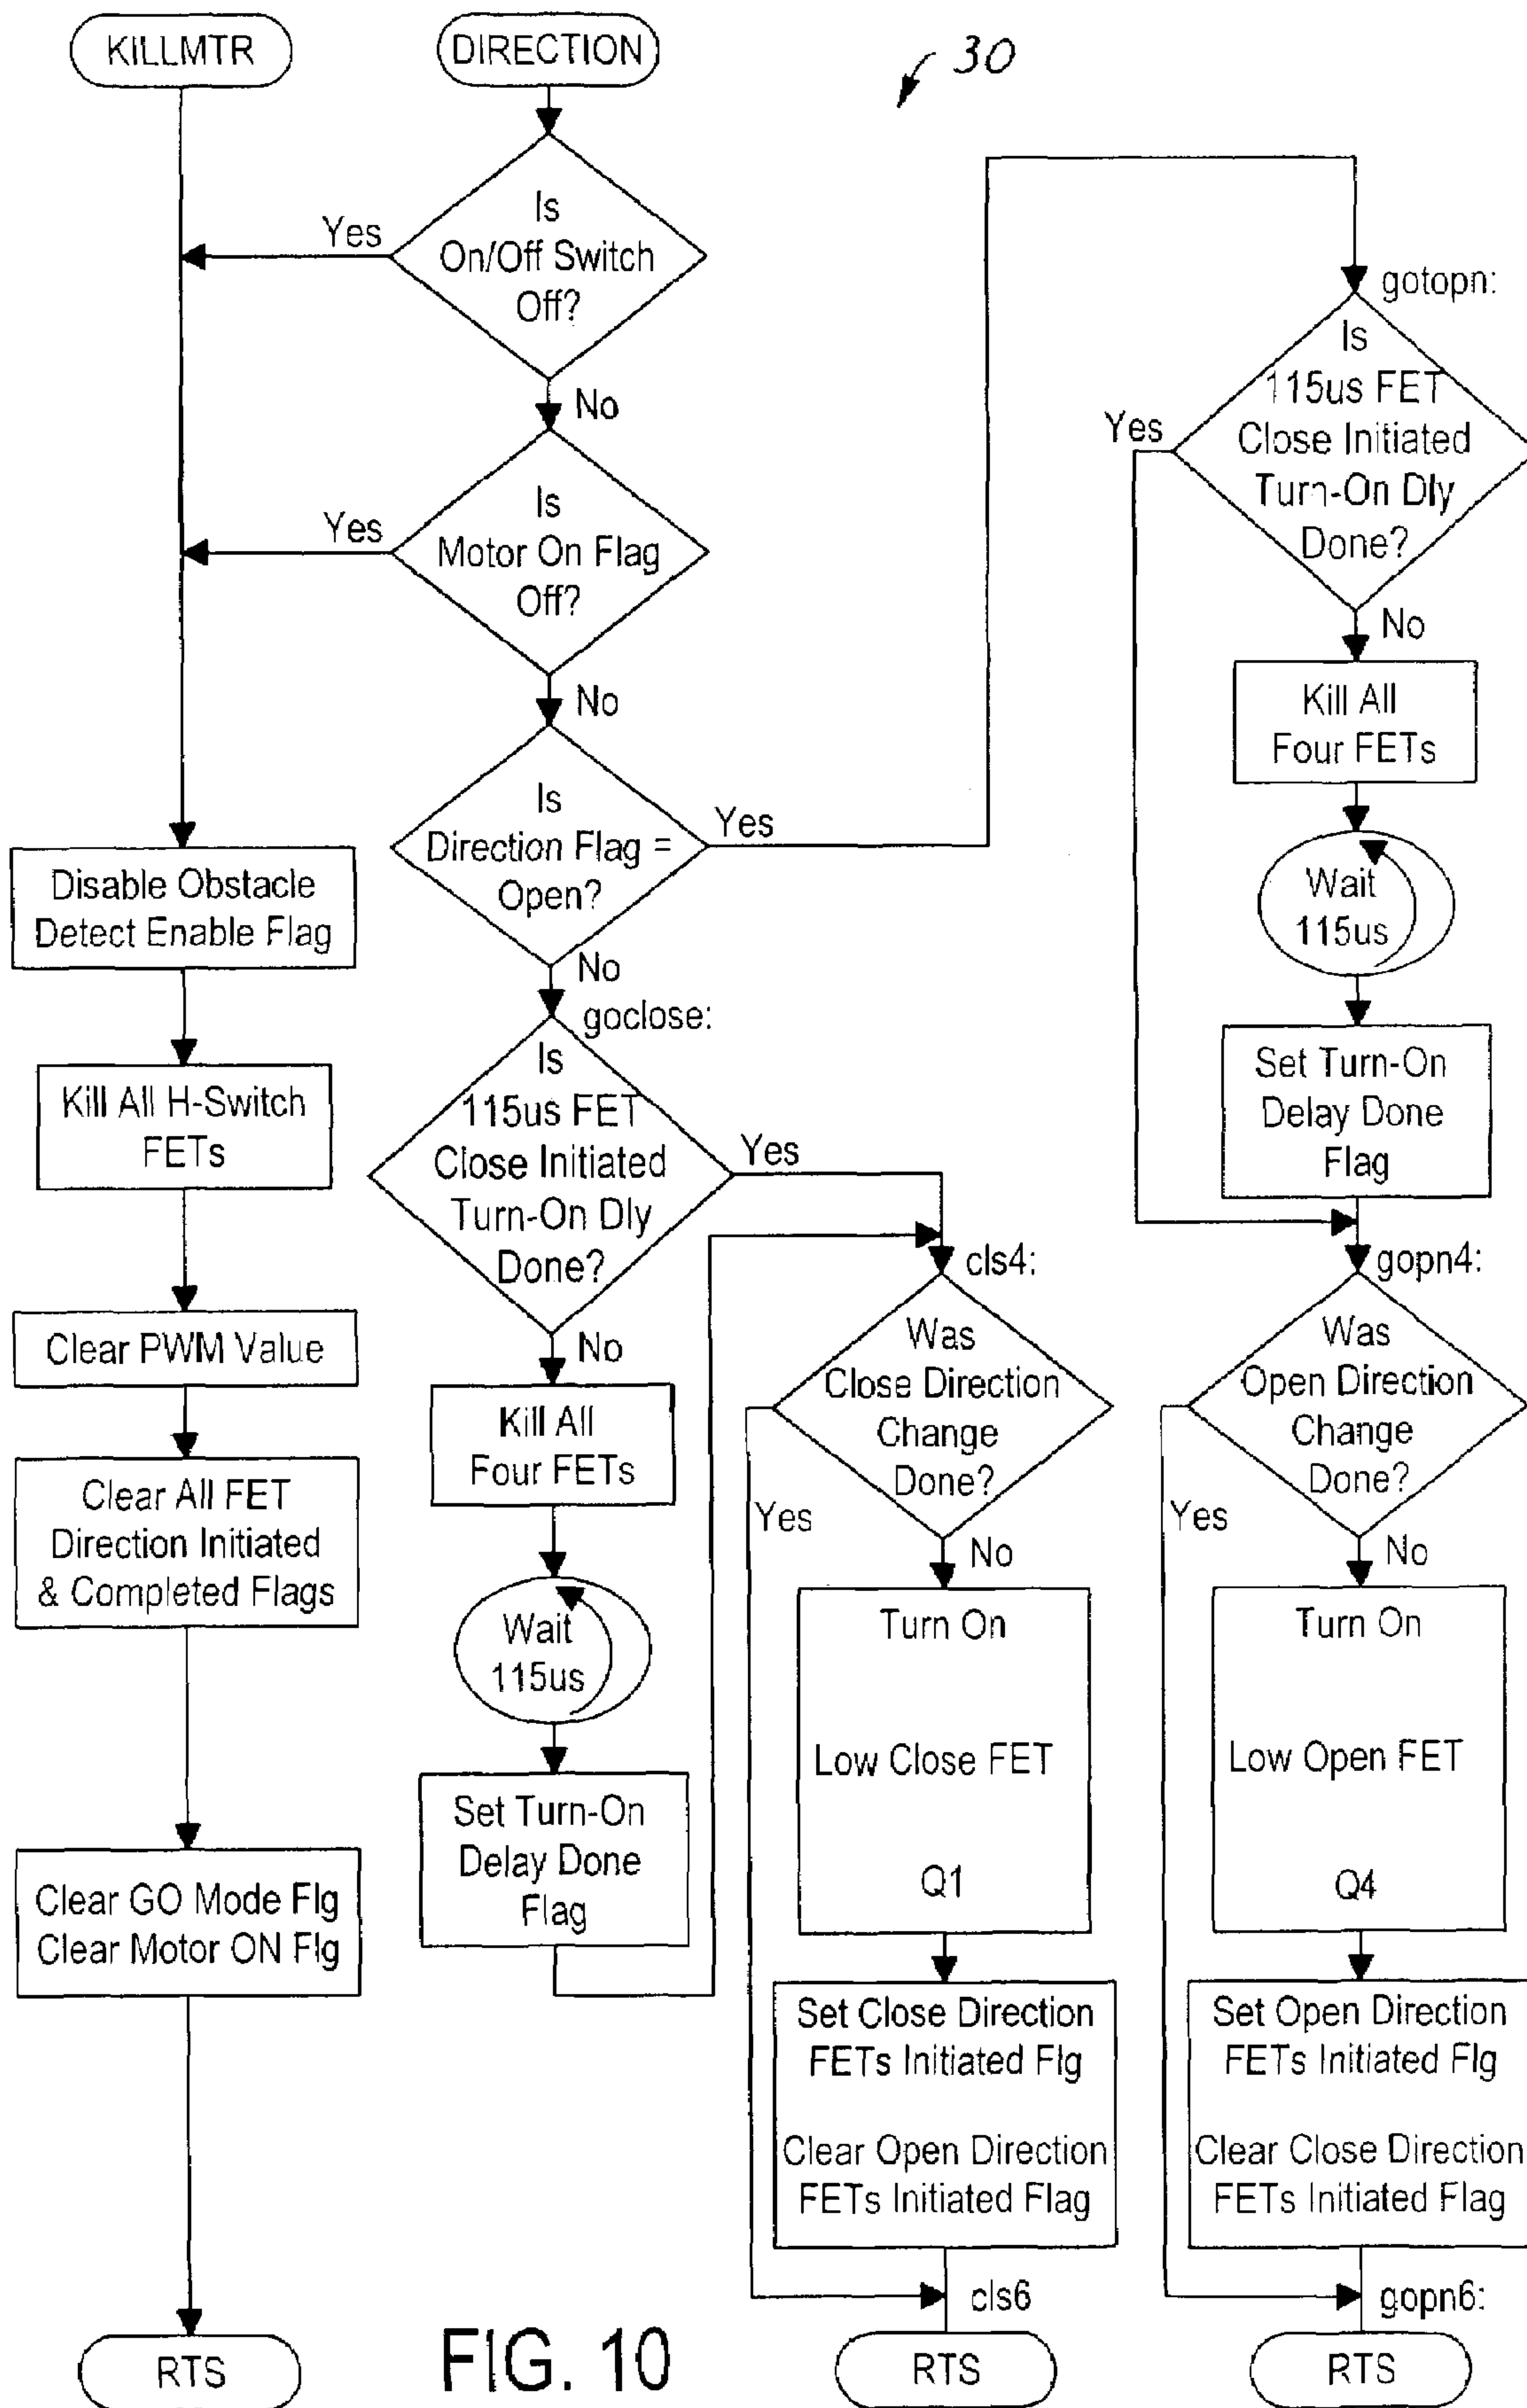 KILLMTR
DIRECTION
30
Is
On/Off Switch
Off?
Yes
No
Is
Motor On Flag
Off?
Yes
No
Is
Direction Flag =
Open?
Yes
No
Disable Obstacle
Detect Enable Flag
Kill All H-Switch
FETs
Clear PWM Value
Clear All FET
Direction Initiated
& Completed Flags
Clear GO Mode Flg
Clear Motor ON Flg
RTS
goclose:
Is
115us FET
Close Initiated
Turn-On Dly
Done?
Yes
No
Kill All
Four FETs
Wait
115us
Set Turn-On
Delay Done
Flag
cls4:
Was
Close Direction
Change
Done?
Yes
No
Turn On
Low Close FET
Q1
Set Close Direction
FETs Initiated Flg
Clear Open Direction
FETs Initiated Flag
cls6
RTS
gotopn:
Is
115us FET
Close Initiated
Turn-On Dly
Done?
Yes
No
Kill All
Four FETs
Wait
115us
Set Turn-On
Delay Done
Flag
gopn4:
Was
Open Direction
Change
Done?
Yes
No
Turn On
Low Open FET
Q4
Set Open Direction
FETs Initiated Flg
Clear Close Direction
FETs Initiated Flag
gopn6:
RTS
FIG. 10